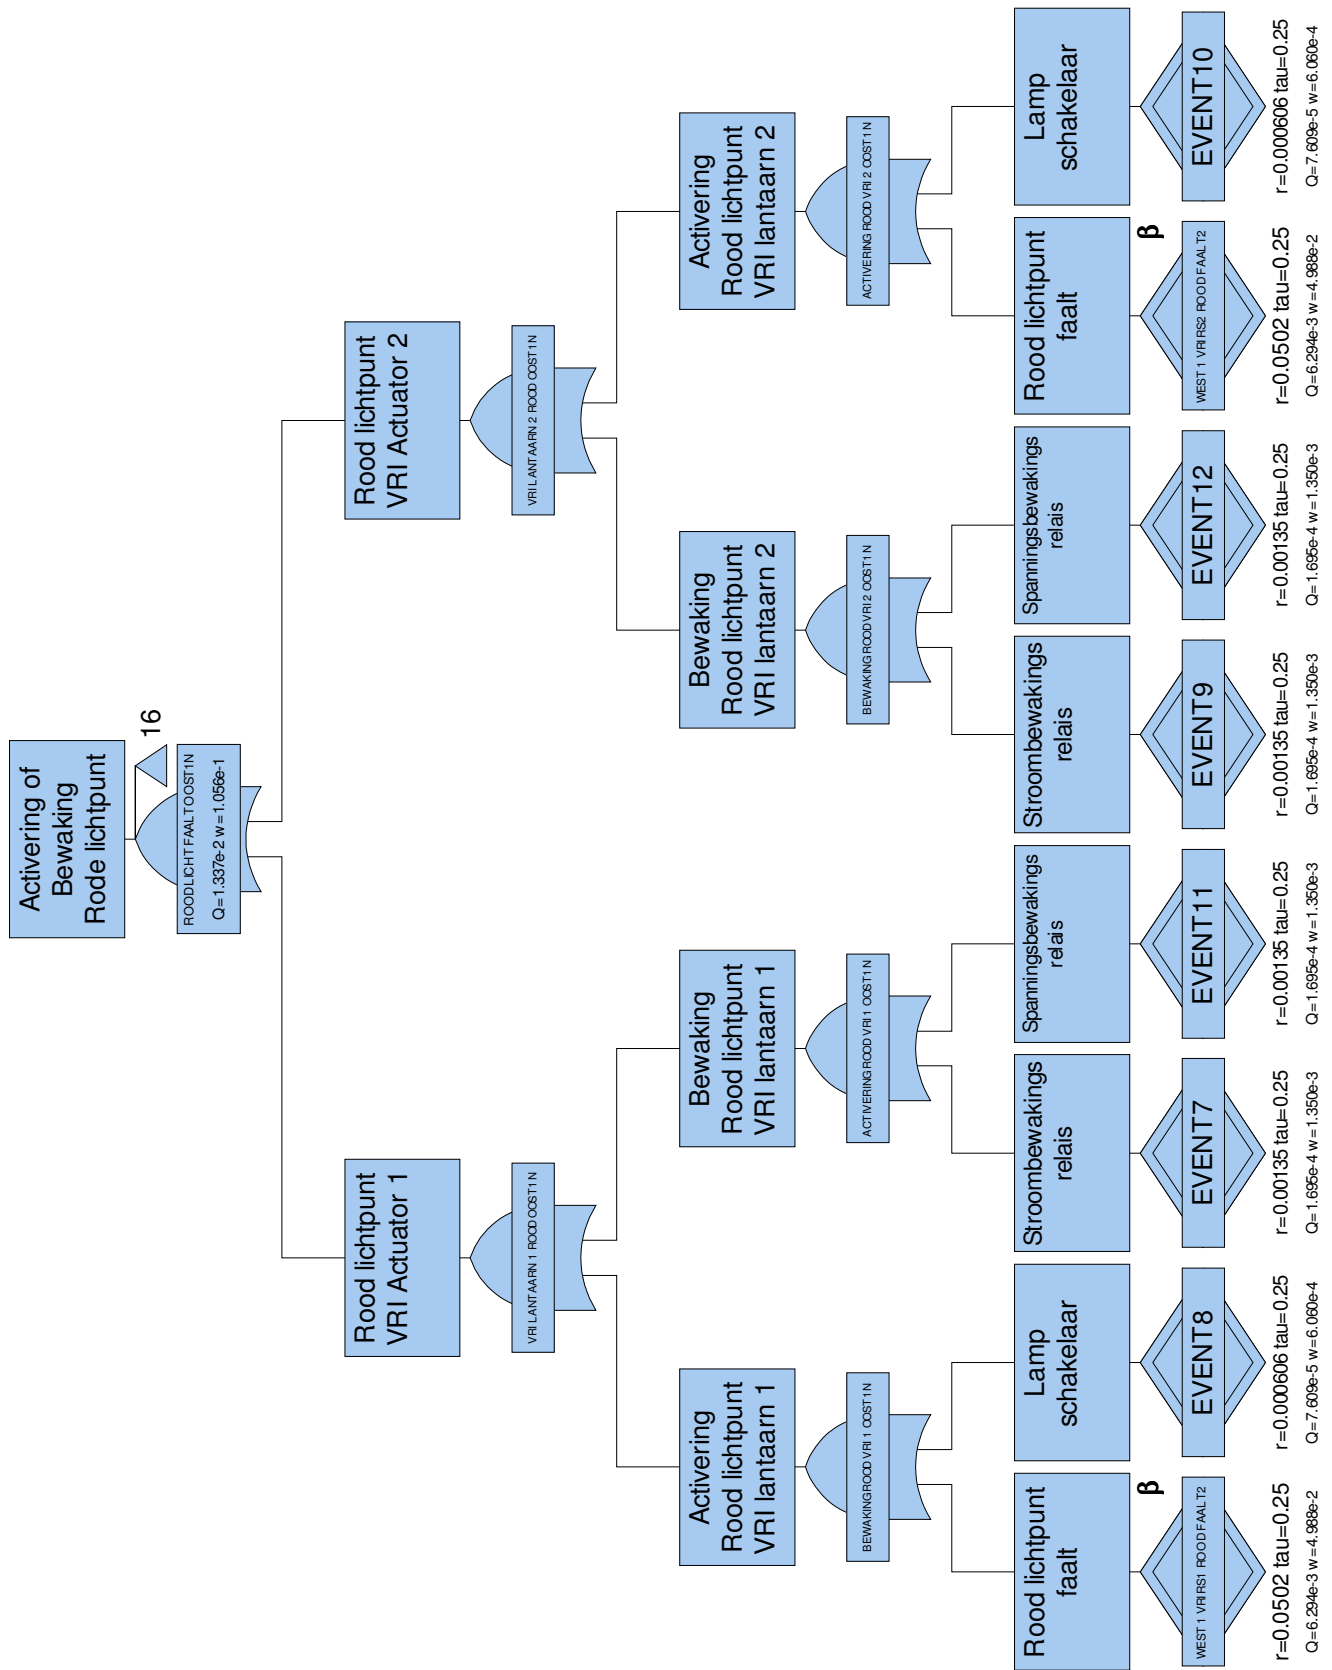 Activering of
Bewaking
Rode lichtpunt
16
ROODLICHT FAALT OOST1N
Q=1.337e-2 w=1.056e-1
Rood lichtpunt
VRI Actuator 1
VRI LANTAARN 1 ROOD OOST1N
Rood lichtpunt
VRI Actuator 2
VRI LANTAARN 2 ROOD OOST1N
Activering
Rood lichtpunt
VRI lantaarn 1
BEWAKING ROOD VRI 1 OOST1N
Bewaking
Rood lichtpunt
VRI lantaarn 1
ACTIVERING ROOD VRI 1 OOST1N
Bewaking
Rood lichtpunt
VRI lantaarn 2
BEWAKING ROOD VRI 2 OOST1N
Activering
Rood lichtpunt
VRI lantaarn 2
ACTIVERING ROOD VRI 2 OOST1N
Rood lichtpunt
faalt
β
WEST 1 VRI RS1 ROOD FAALT2
r=0.0502 tau=0.25
Q=6.294e-3 w=4.988e-2
Lamp
schakelaar
EVENT8
r=0.000606 tau=0.25
Q=7.609e-5 w=6.060e-4
Stroombewakings
relais
EVENT7
r=0.00135 tau=0.25
Q=1.695e-4 w=1.350e-3
Spanningsbewakings
relais
EVENT11
r=0.00135 tau=0.25
Q=1.695e-4 w=1.350e-3
Stroombewakings
relais
EVENT9
r=0.00135 tau=0.25
Q=1.695e-4 w=1.350e-3
Spanningsbewakings
relais
EVENT12
r=0.00135 tau=0.25
Q=1.695e-4 w=1.350e-3
Rood lichtpunt
faalt
β
WEST 1 VRI RS2 ROOD FAALT2
r=0.0502 tau=0.25
Q=6.294e-3 w=4.988e-2
Lamp
schakelaar
EVENT10
r=0.000606 tau=0.25
Q=7.609e-5 w=6.060e-4